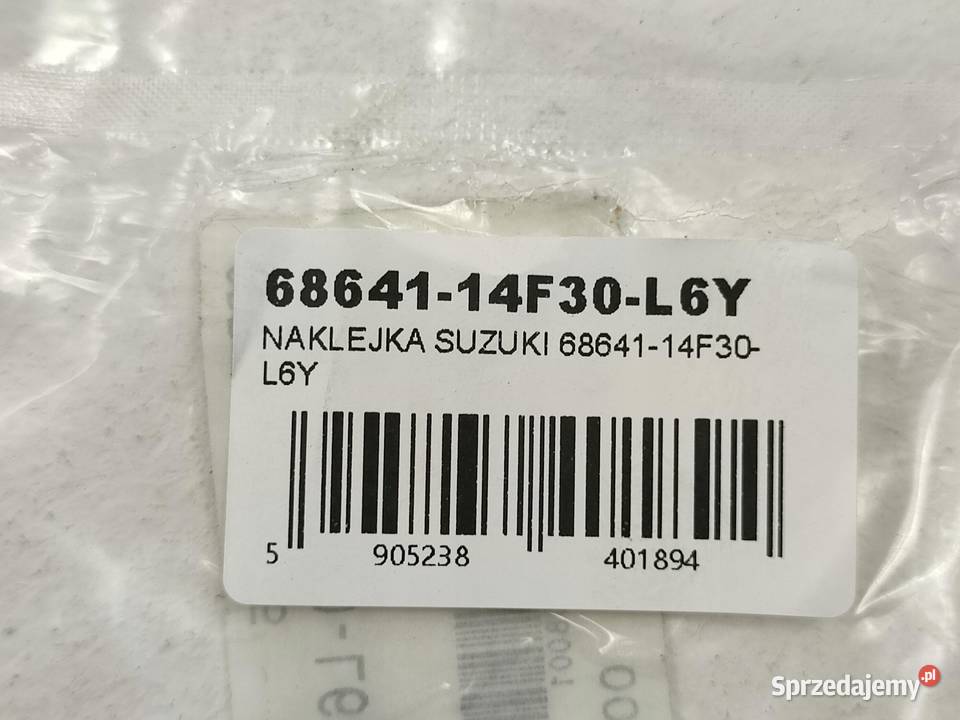 68641-14F30-L6Y
NAKLEJKA SUZUKI 68641-14F30-
L6Y
5 905238 401894
Sprzedajemy.pl